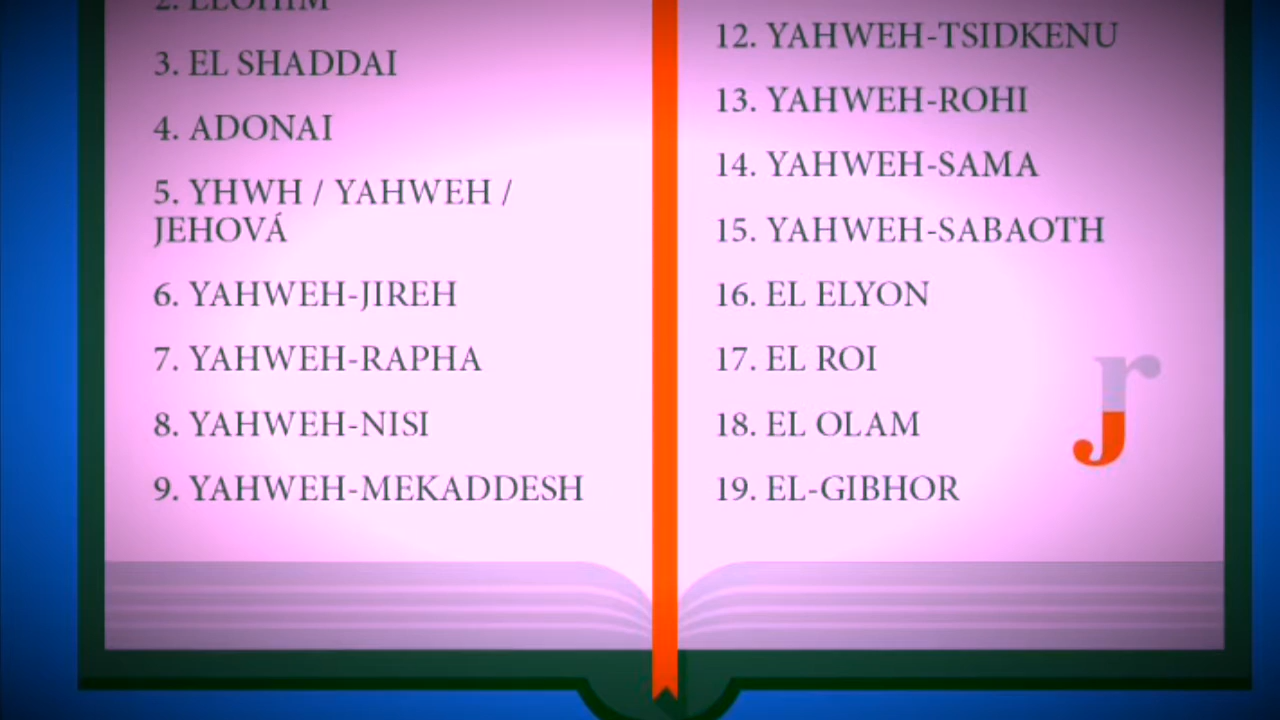 2. ELOHIM
3. EL SHADDAI
4. ADONAI
5. YHWH / YAHWEH /
JEHOVÁ
6. YAHWEH-JIREH
7. YAHWEH-RAPHA
8. YAHWEH-NISI
9. YAHWEH-MEKADDESH
12. YAHWEH-TSIDKENU
13. YAHWEH-ROHI
14. YAHWEH-SAMA
15. YAHWEH-SABAOTH
16. EL ELYON
17. EL ROI
18. EL OLAM
19. EL-GIBHOR